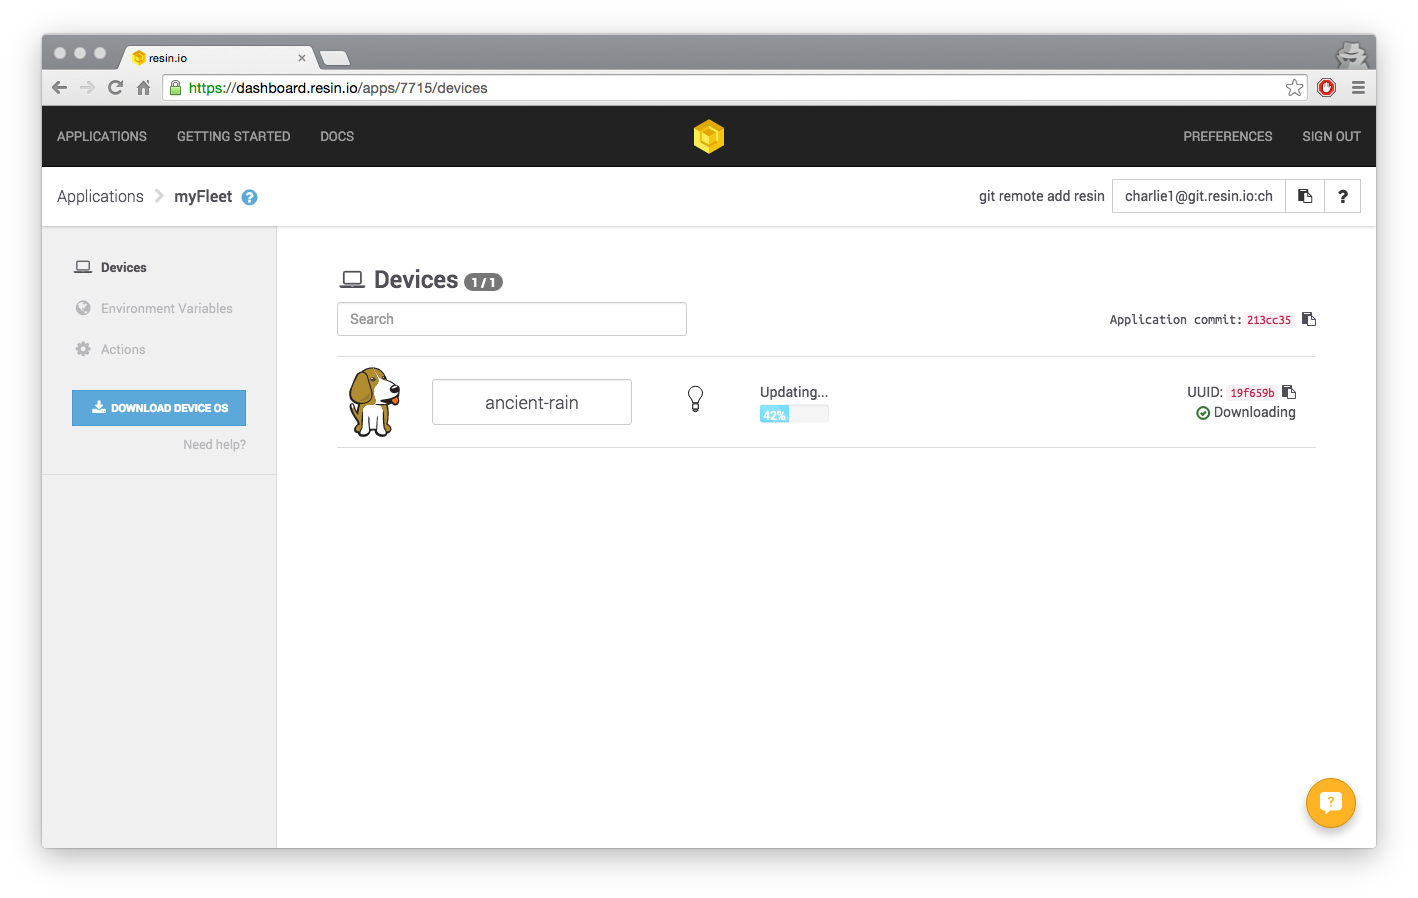 resin.io
https://dashboard.resin.io/apps/7715/devices
APPLICATIONS GETTING STARTED DOCS PREFERENCES SIGN OUT
Applications myFleet ? git remote add resin charlie1@git.resin.io:ch ?
Devices
Environment Variables
Actions
DOWNLOAD DEVICE OS
Need help?
Devices 1 / 1
Search
Application commit: 213cc35
ancient-rain
Updating...
42%
UUID: 19f659b
Downloading
?